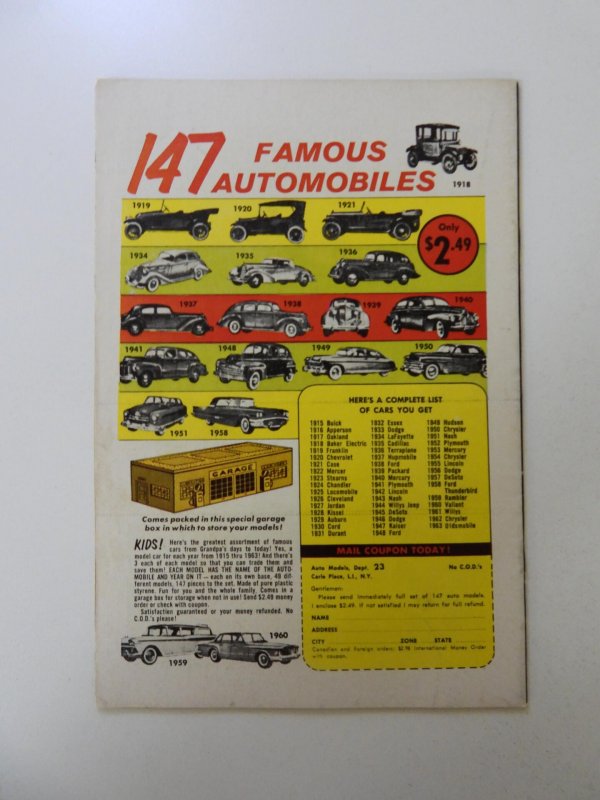 147 FAMOUS
AUTOMOBILES
1918
1919
1920
1921
Only
$2.49
1934
1935
1936
1937
1938
1939
1940
1941
1948
1949
1950
1951
1958
GARAGE
Comes packed in this special garage
box in which to store your models!
KIDS! Here's the greatest assortment of famous
cars from Grandpa's days to today! Yes, a
model car for each year from 1915 thru 1963! And there's
3 each of each model so that you can trade them and
save them! EACH MODEL HAS THE NAME OF THE AUTO-
MOBILE AND YEAR ON IT — each on its own base, 49 dif-
ferent models, 147 pieces to the set. Made of pure plastic
styrene. Fun for you and the whole family. Comes in a
garage box for storage when not in use! Send $2.49 money
order or check with coupon.
Satisfaction guaranteed or your money refunded. No
C.O.D.'s please!
1959
1960
HERE'S A COMPLETE LIST
OF CARS YOU GET
1915 Buick
1916 Apperson
1917 Oakland
1918 Baker Electric
1919 Franklin
1920 Chevrolet
1921 Case
1922 Mercer
1923 Stearns
1924 Chandler
1925 Locomobile
1926 Cleveland
1927 Jordan
1928 Kissel
1929 Auburn
1930 Cord
1931 Durant
1932 Essex
1933 Dodge
1934 LaFayette
1935 Cadillac
1936 Terraplane
1937 Hupmobile
1938 Ford
1939 Packard
1940 Mercury
1941 Plymouth
1942 Lincoln
1943 Nash
1944 Willys Jeep
1945 DeSoto
1946 Dodge
1947 Kaiser
1948 Ford
1949 Hudson
1950 Chrysler
1951 Nash
1952 Plymouth
1953 Mercury
1954 Chrysler
1955 Lincoln
1956 Dodge
1957 DeSoto
1958 Ford
Thunderbird
1959 Rambler
1960 Valiant
1961 Willys
1962 Chrysler
1963 Oldsmobile
MAIL COUPON TODAY!
Auto Models, Dept. 23 No C.O.D.'s
Carle Place, L.I., N.Y.
Gentlemen:
Please send immediately full set of 147 auto models.
I enclose $2.49. If not satisfied I may return for full refund.
NAME
ADDRESS
CITY ZONE STATE
Canadian and Foreign orders: $2.98 International Money Order
with coupon.